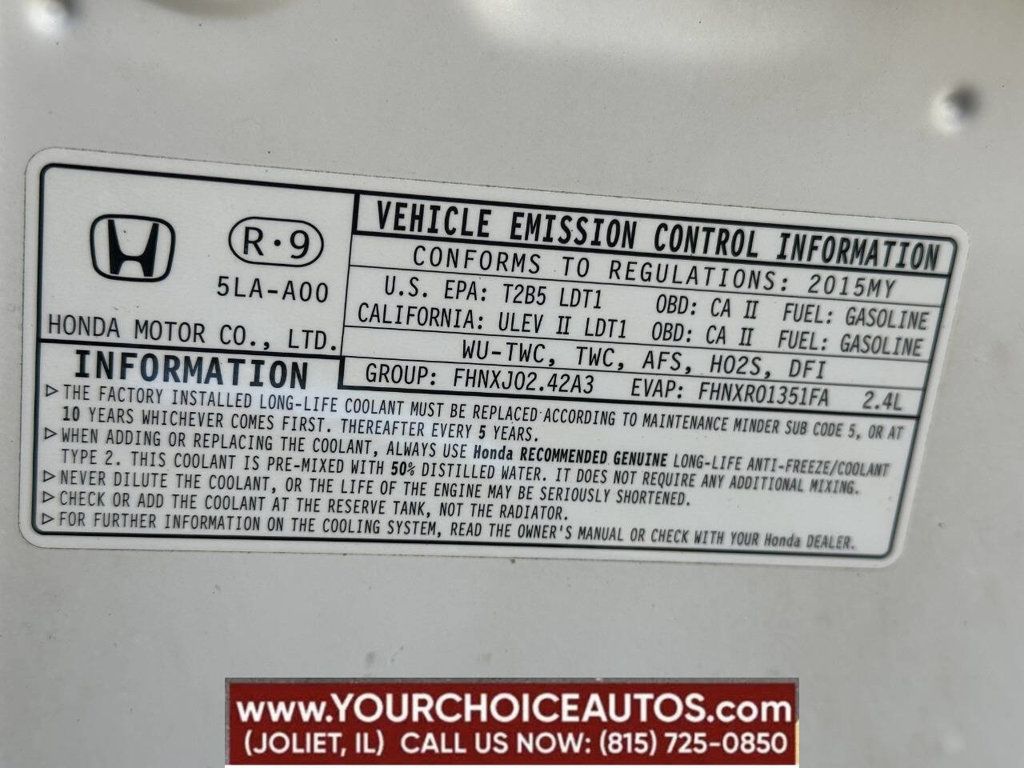 R·9
5LA-A00
HONDA MOTOR CO., LTD.
VEHICLE EMISSION CONTROL INFORMATION
CONFORMS TO REGULATIONS: 2015MY
U.S. EPA: T2B5 LDT1 OBD: CA II FUEL: GASOLINE
CALIFORNIA: ULEV II LDT1 OBD: CA II FUEL: GASOLINE
WU-TWC, TWC, AFS, HO2S, DFI
GROUP: FHNXJ02.42A3 EVAP: FHNXR01351FA 2.4L
INFORMATION
▷THE FACTORY INSTALLED LONG-LIFE COOLANT MUST BE REPLACED ACCORDING TO MAINTENANCE MINDER SUB CODE 5, OR AT
10 YEARS WHICHEVER COMES FIRST. THEREAFTER EVERY 5 YEARS.
▷WHEN ADDING OR REPLACING THE COOLANT, ALWAYS USE Honda RECOMMENDED GENUINE LONG-LIFE ANTI-FREEZE/COOLANT
TYPE 2. THIS COOLANT IS PRE-MIXED WITH 50% DISTILLED WATER. IT DOES NOT REQUIRE ANY ADDITIONAL MIXING.
▷NEVER DILUTE THE COOLANT, OR THE LIFE OF THE ENGINE MAY BE SERIOUSLY SHORTENED.
▷CHECK OR ADD THE COOLANT AT THE RESERVE TANK, NOT THE RADIATOR.
▷FOR FURTHER INFORMATION ON THE COOLING SYSTEM, READ THE OWNER'S MANUAL OR CHECK WITH YOUR Honda DEALER.
www.YOURCHOICEAUTOS.com
(JOLIET, IL) CALL US NOW: (815) 725-0850